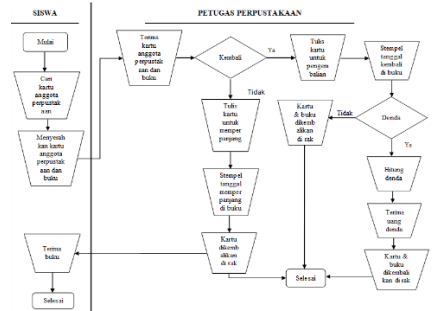 SISWA
PETUGAS PERPUSTAKAAN
Mulai
Cari
kartu
anggota
perpustak
aan
Menyerah
kan kartu
anggota
perpustak
aan dan
buku
Terima
kartu
anggota
perpustak
aan dan
buku
Kembali
Ya
Tidak
Tulis
kartu
untuk
pengem
balian
Stempel
tanggal
kembali
di buku
Denda
Tidak
Ya
Kartu
& buku
dikemb
alikan
di rak
Tulis
kartu
untuk
memper
panjang
Stempel
tanggal
memper
panjang
di buku
Kartu
dikemb
alikan
di rak
Hitung
denda
Terima
uang
denda
Kartu &
buku
dikembali
kan di rak
Terima
buku
Selesai
Selesai